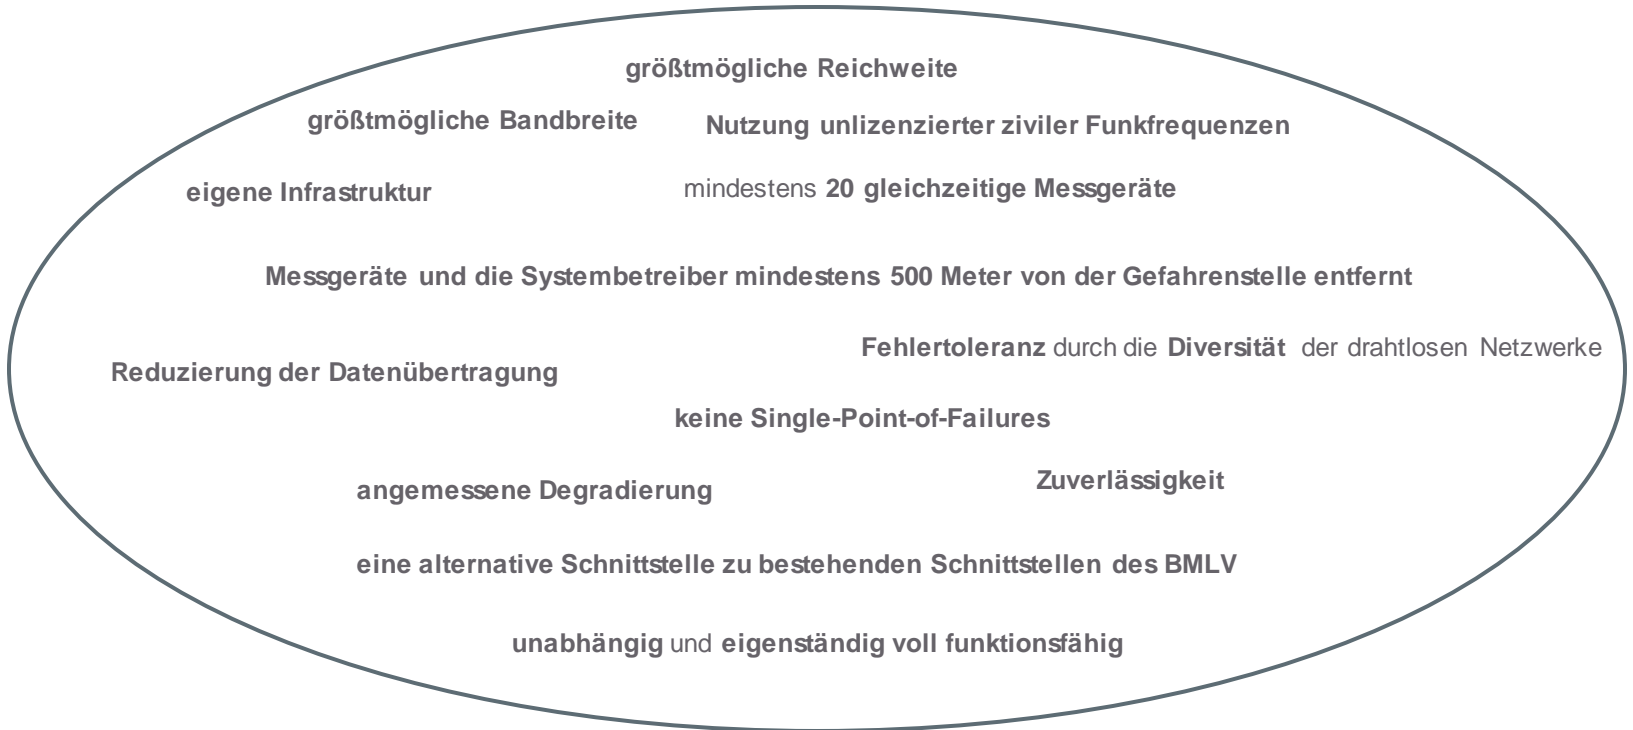 größtmögliche Reichweite
größtmögliche Bandbreite
Nutzung unlizenzierter ziviler Funkfrequenzen
eigene Infrastruktur
mindestens 20 gleichzeitige Messgeräte
Messgeräte und die Systembetreiber mindestens 500 Meter von der Gefahrenstelle entfernt
Fehlertoleranz durch die Diversität der drahtlosen Netzwerke
Reduzierung der Datenübertragung
keine Single-Point-of-Failures
angemessene Degradierung
Zuverlässigkeit
eine alternative Schnittstelle zu bestehenden Schnittstellen des BMLV
unabhängig und eigenständig voll funktionsfähig